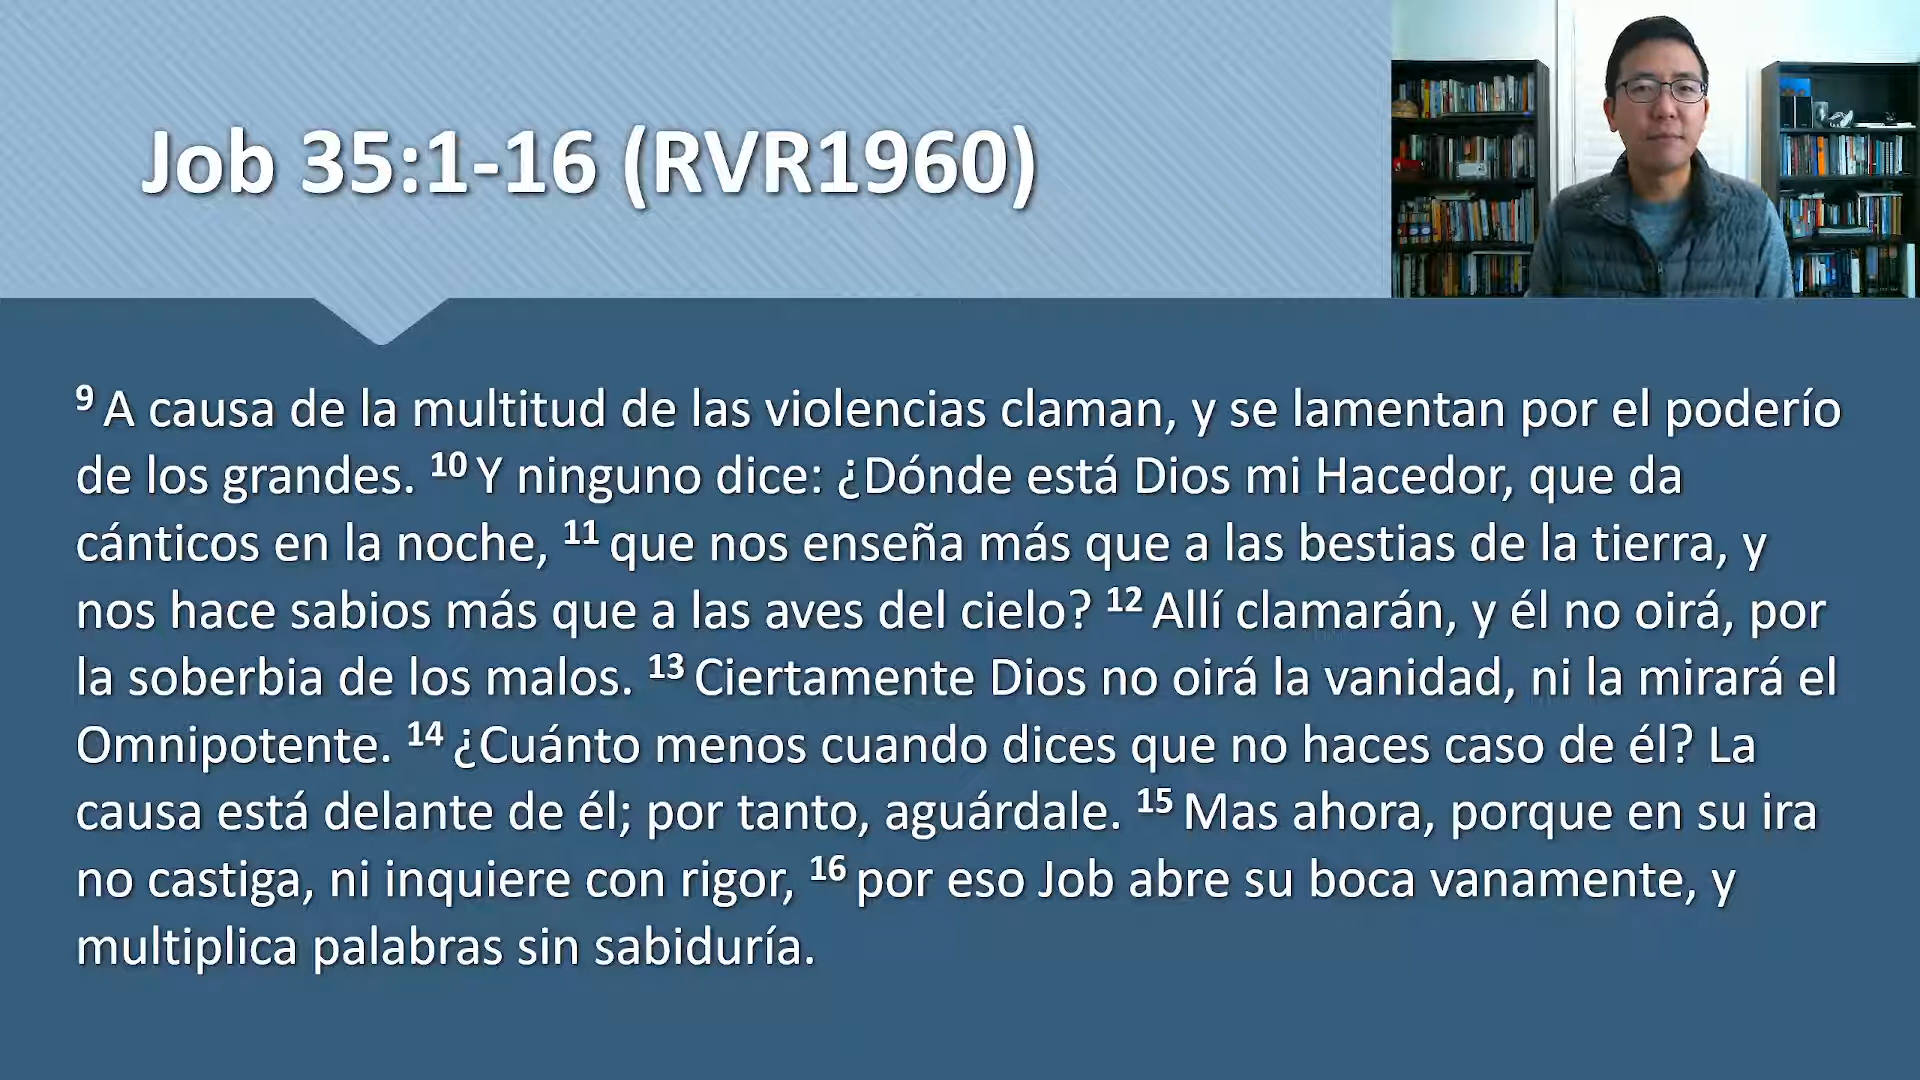 Job 35:1-16 (RVR1960)
9 A causa de la multitud de las violencias claman, y se lamentan por el poderío
de los grandes. 10 Y ninguno dice: ¿Dónde está Dios mi Hacedor, que da
cánticos en la noche, 11 que nos enseña más que a las bestias de la tierra, y
nos hace sabios más que a las aves del cielo? 12 Allí clamarán, y él no oirá, por
la soberbia de los malos. 13 Ciertamente Dios no oirá la vanidad, ni la mirará el
Omnipotente. 14 ¿Cuánto menos cuando dices que no haces caso de él? La
causa está delante de él; por tanto, aguárdale. 15 Mas ahora, porque en su ira
no castiga, ni inquiere con rigor, 16 por eso Job abre su boca vanamente, y
multiplica palabras sin sabiduría.